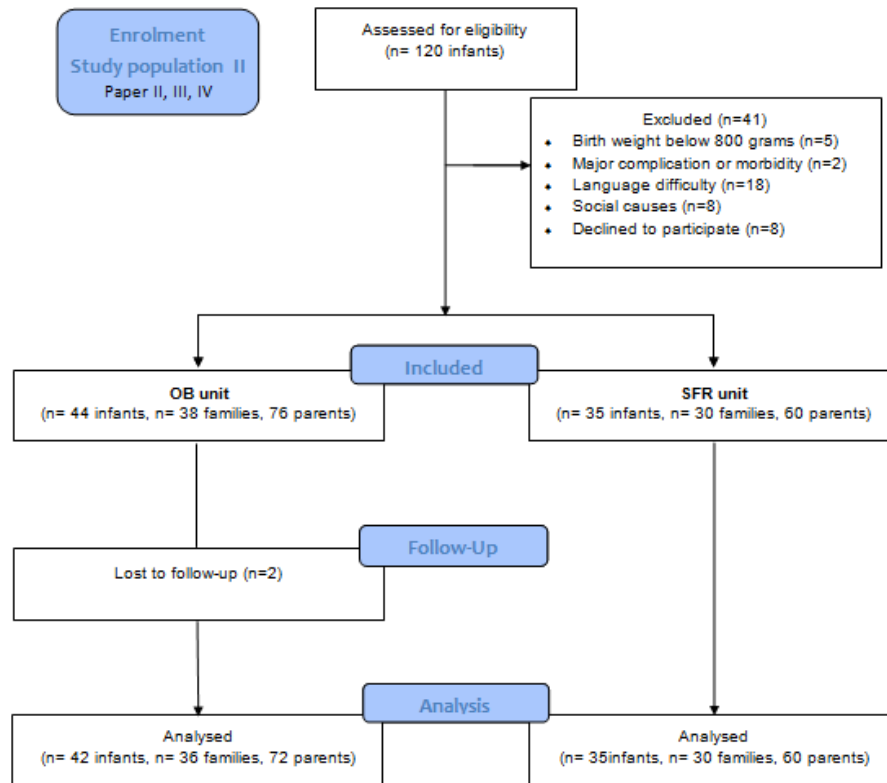 Enrolment
Study population II
Paper II, III, IV
Assessed for eligibility
(n= 120 infants)
Excluded (n=41)
♦ Birth weight below 800 grams (n=5)
♦ Major complication or morbidity (n=2)
♦ Language difficulty (n=18)
♦ Social causes (n=8)
♦ Declined to participate (n=8)
Included
OB unit
(n= 44 infants, n= 38 families, 76 parents)
SFR unit
(n= 35 infants, n= 30 families, 60 parents)
Follow-Up
Lost to follow-up (n=2)
Analysis
Analysed
(n= 42 infants, n= 36 families, 72 parents)
Analysed
(n= 35infants, n= 30 families, 60 parents)